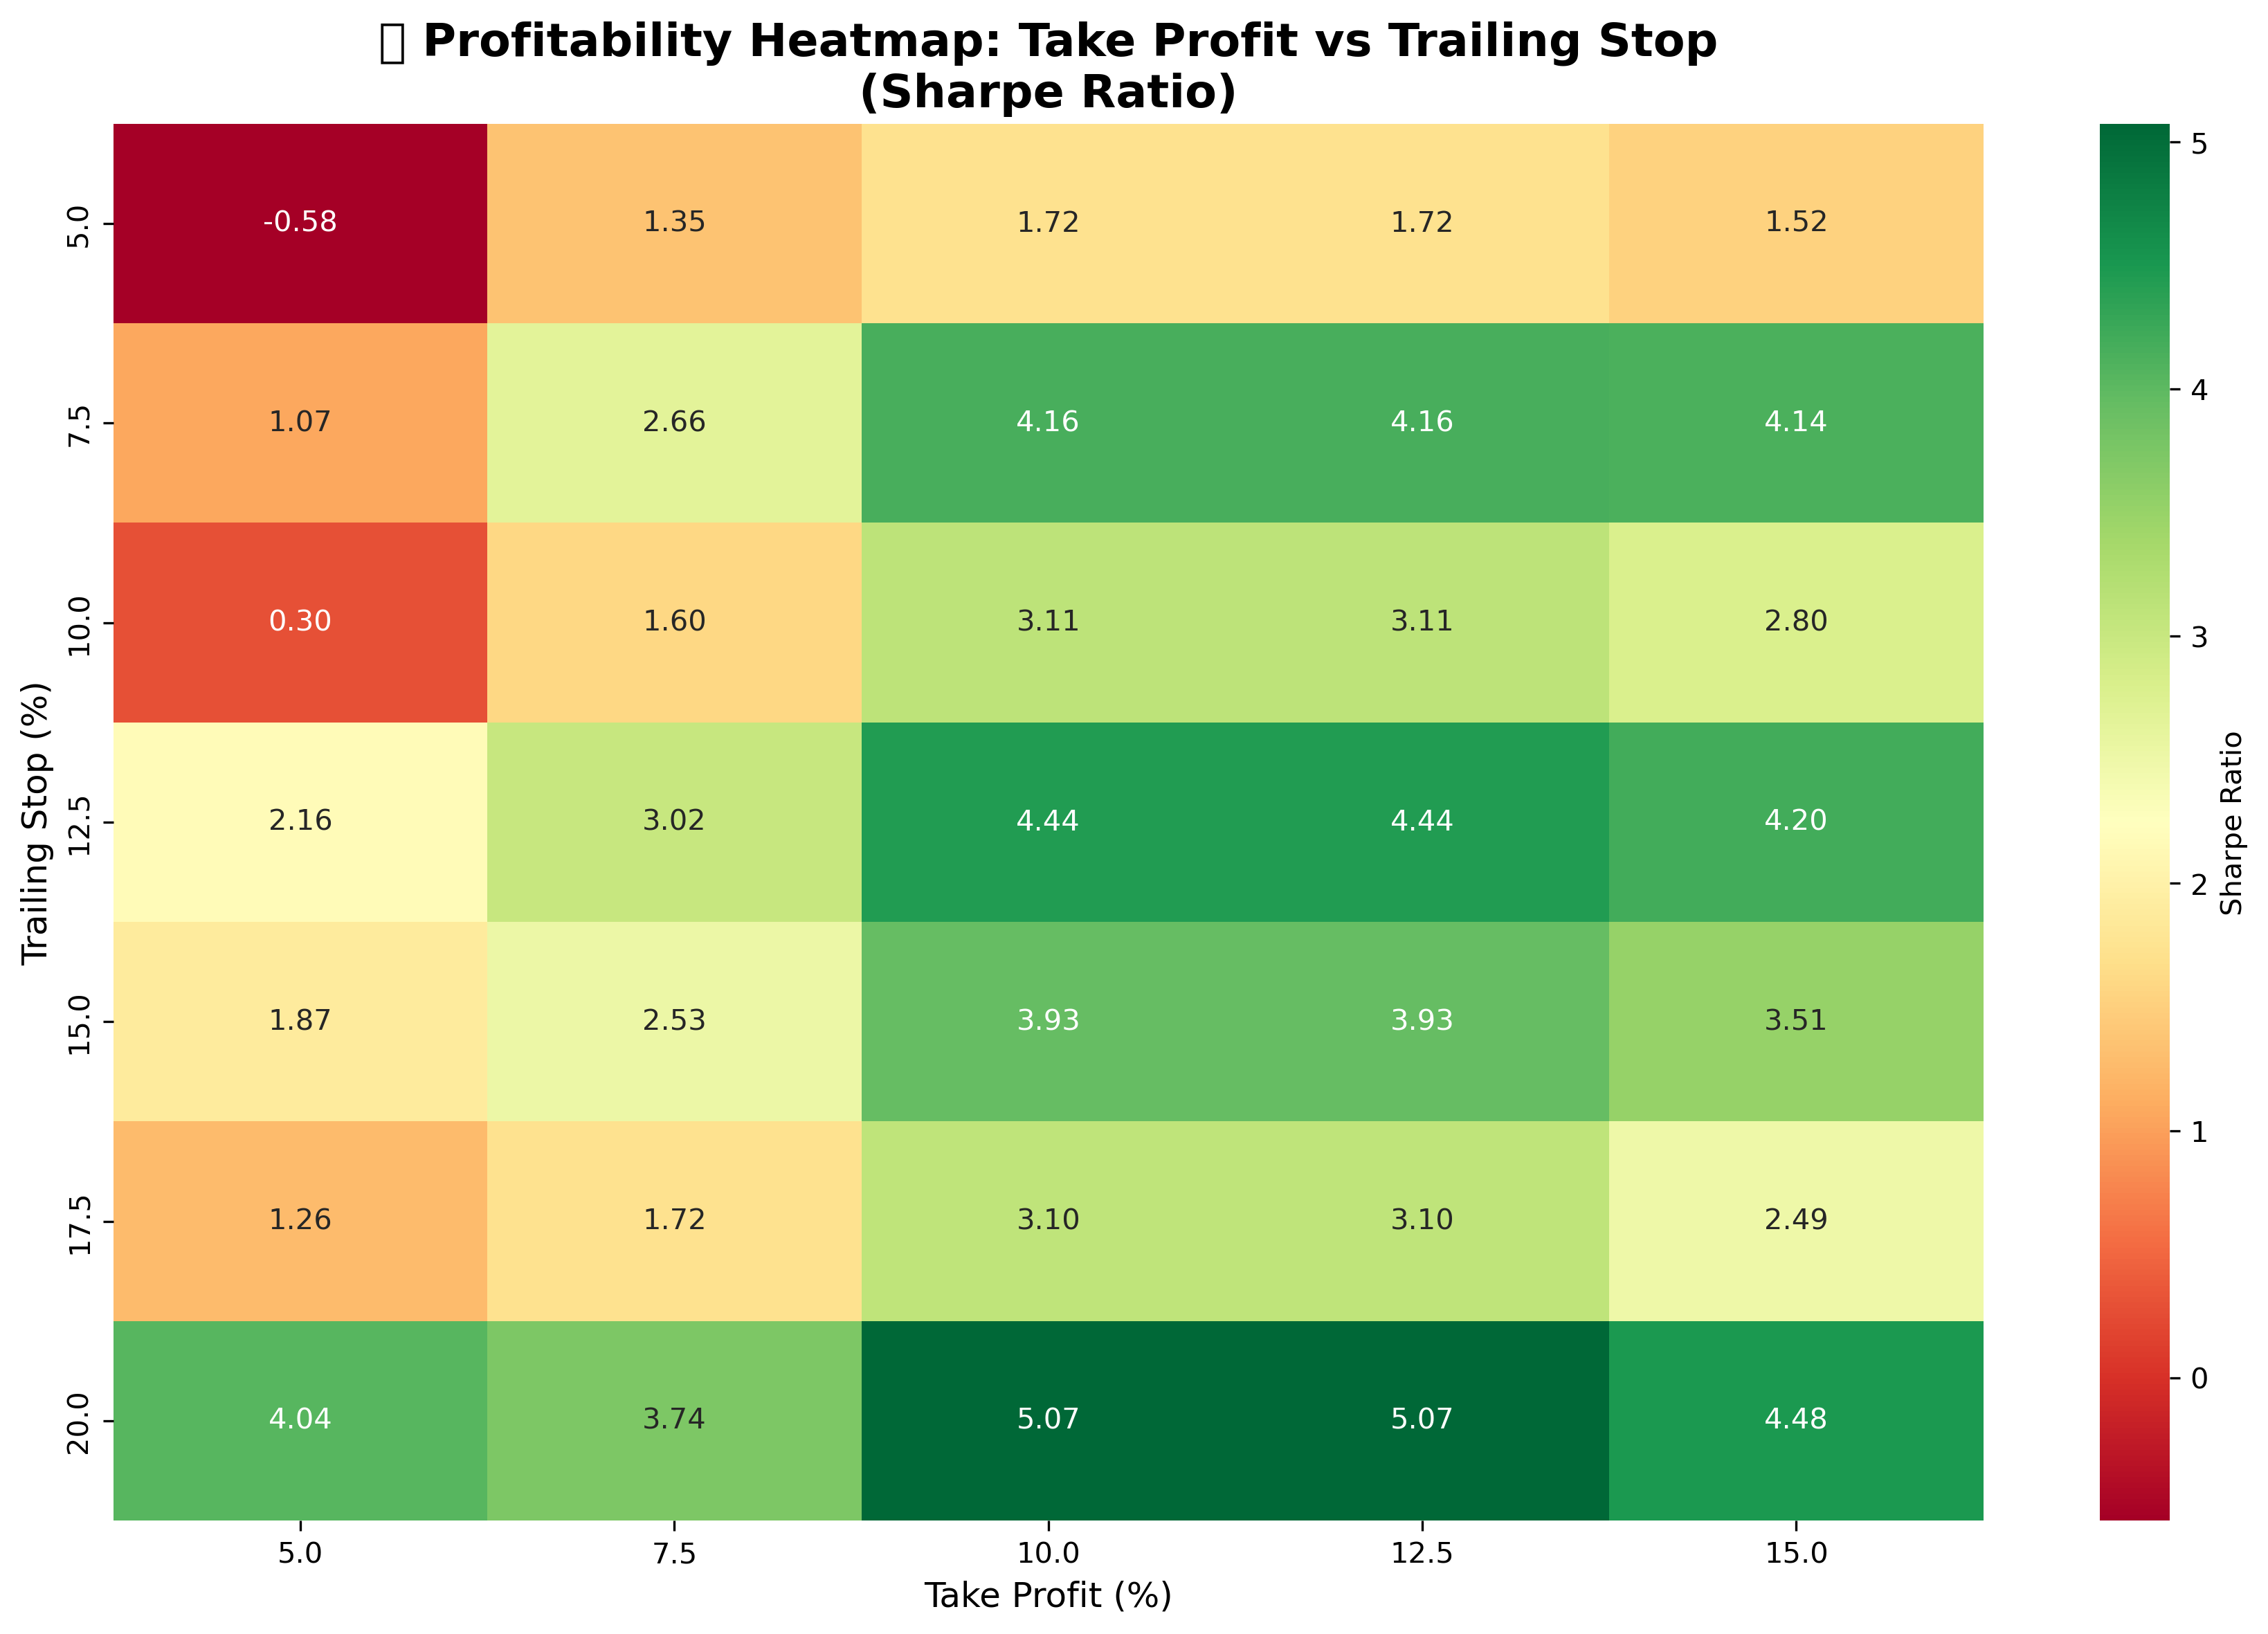 Profitability Heatmap: Take Profit vs Trailing Stop
(Sharpe Ratio)
Trailing Stop (%)
5.0 -0.58 1.35 1.72 1.72 1.52
7.5 1.07 2.66 4.16 4.16 4.14
10.0 0.30 1.60 3.11 3.11 2.80
12.5 2.16 3.02 4.44 4.44 4.20
15.0 1.87 2.53 3.93 3.93 3.51
17.5 1.26 1.72 3.10 3.10 2.49
20.0 4.04 3.74 5.07 5.07 4.48
5.0 7.5 10.0 12.5 15.0
Take Profit (%)
5
4
3
2
1
0
Sharpe Ratio